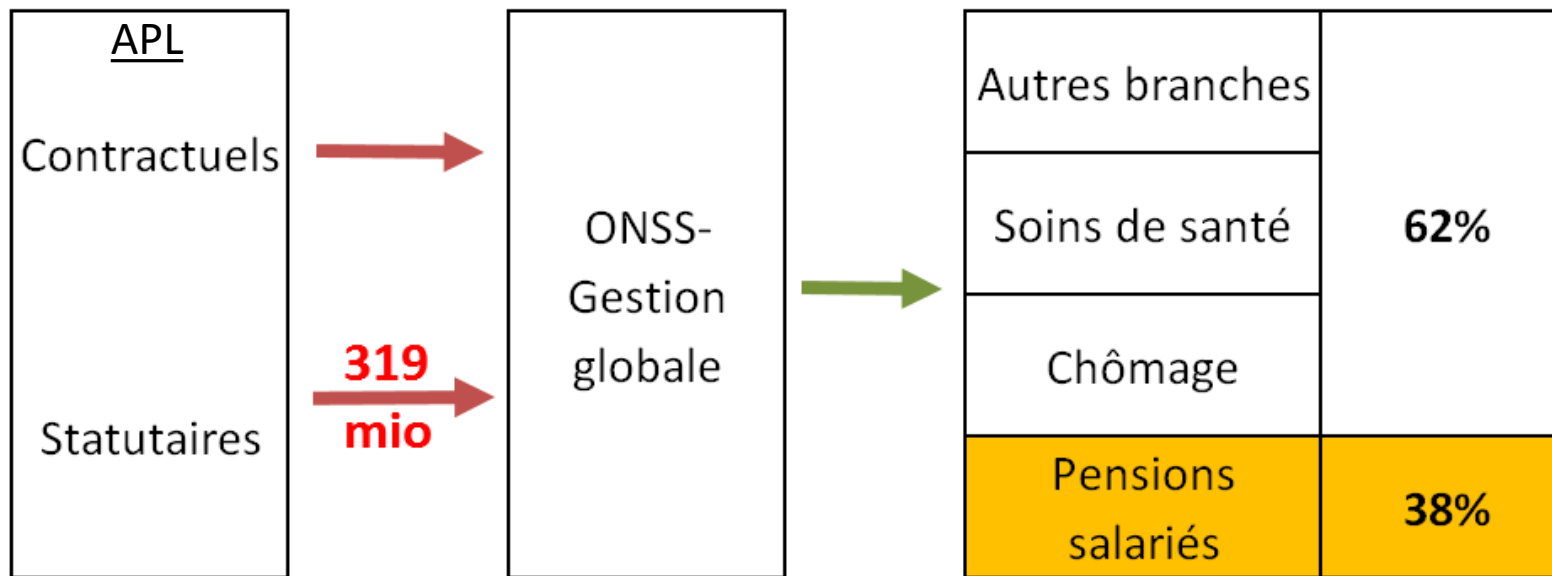 APL
Contractuels
Statutaires
319
mio
ONSS-
Gestion
globale
Autres branches
Soins de santé
62%
Chômage
Pensions
salariés
38%